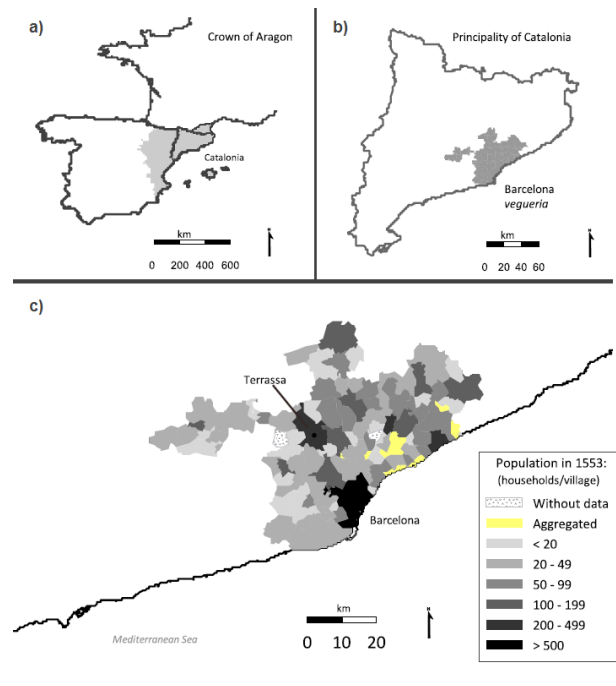 a)
Crown of Aragon
Catalonia
km
0 200 400 600
N
b)
Principality of Catalonia
Barcelona
vegueria
km
0 20 40 60
N
c)
Terrassa
Barcelona
km
0 10 20
N
Mediterranean Sea
Population in 1553:
(households/village)
Without data
Aggregated
< 20
20 - 49
50 - 99
100 - 199
200 - 499
> 500